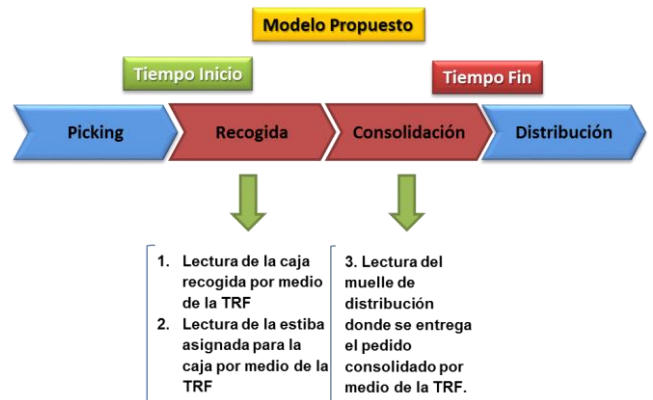 Modelo Propuesto
Tiempo Inicio
Tiempo Fin
Picking
Recogida
Consolidación
Distribución
1. Lectura de la caja
recogida por medio
de la TRF
2. Lectura de la estiba
asignada para la
caja por medio de la
TRF
3. Lectura del
muelle de
distribución
donde se entrega
el pedido
consolidado por
medio de la TRF.